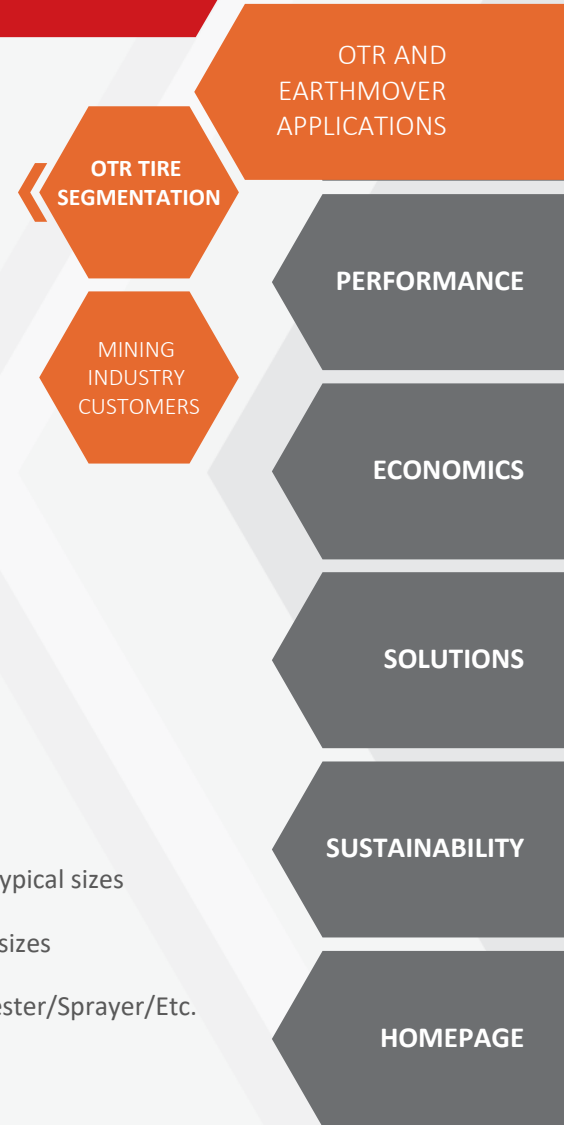 OTR AND
EARTHMOVER
APPLICATIONS
OTR TIRE
SEGMENTATION
MINING
INDUSTRY
CUSTOMERS
PERFORMANCE
ECONOMICS
SOLUTIONS
SUSTAINABILITY
ypical sizes
sizes
ester/Sprayer/Etc.
HOMEPAGE